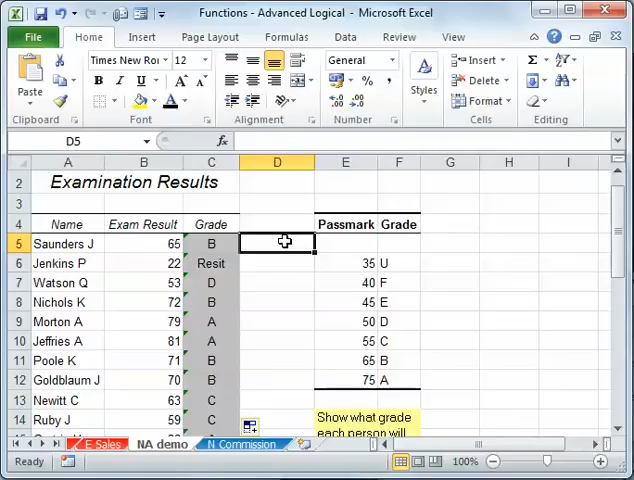 Functions - Advanced Logical - Microsoft Excel
File Home Insert Page Layout Formulas
Times New Ro 12 General Insert
Paste Styles Delete
B I U A A Format
Clipboard Font Alignment Number Cells Editing
D5 fx
A B C D E F G H I
2 Examination Results
3
4 Name Exam Result Grade Passmark Grade
5 Saunders J 65 B
6 Jenkins P 22 Resit 35 U
7 Watson Q 53 D 40 F
8 Nichols K 72 B 45 E
9 Morton A 79 A 50 D
10 Jeffries A 81 A 55 C
11 Poole K 71 B 65 B
12 Goldblaum J 70 B 75 A
13 Newitt C 63 C
14 Ruby J 59 C Show what grade
each person will
E Sales NA demo N Commission
Ready 100%